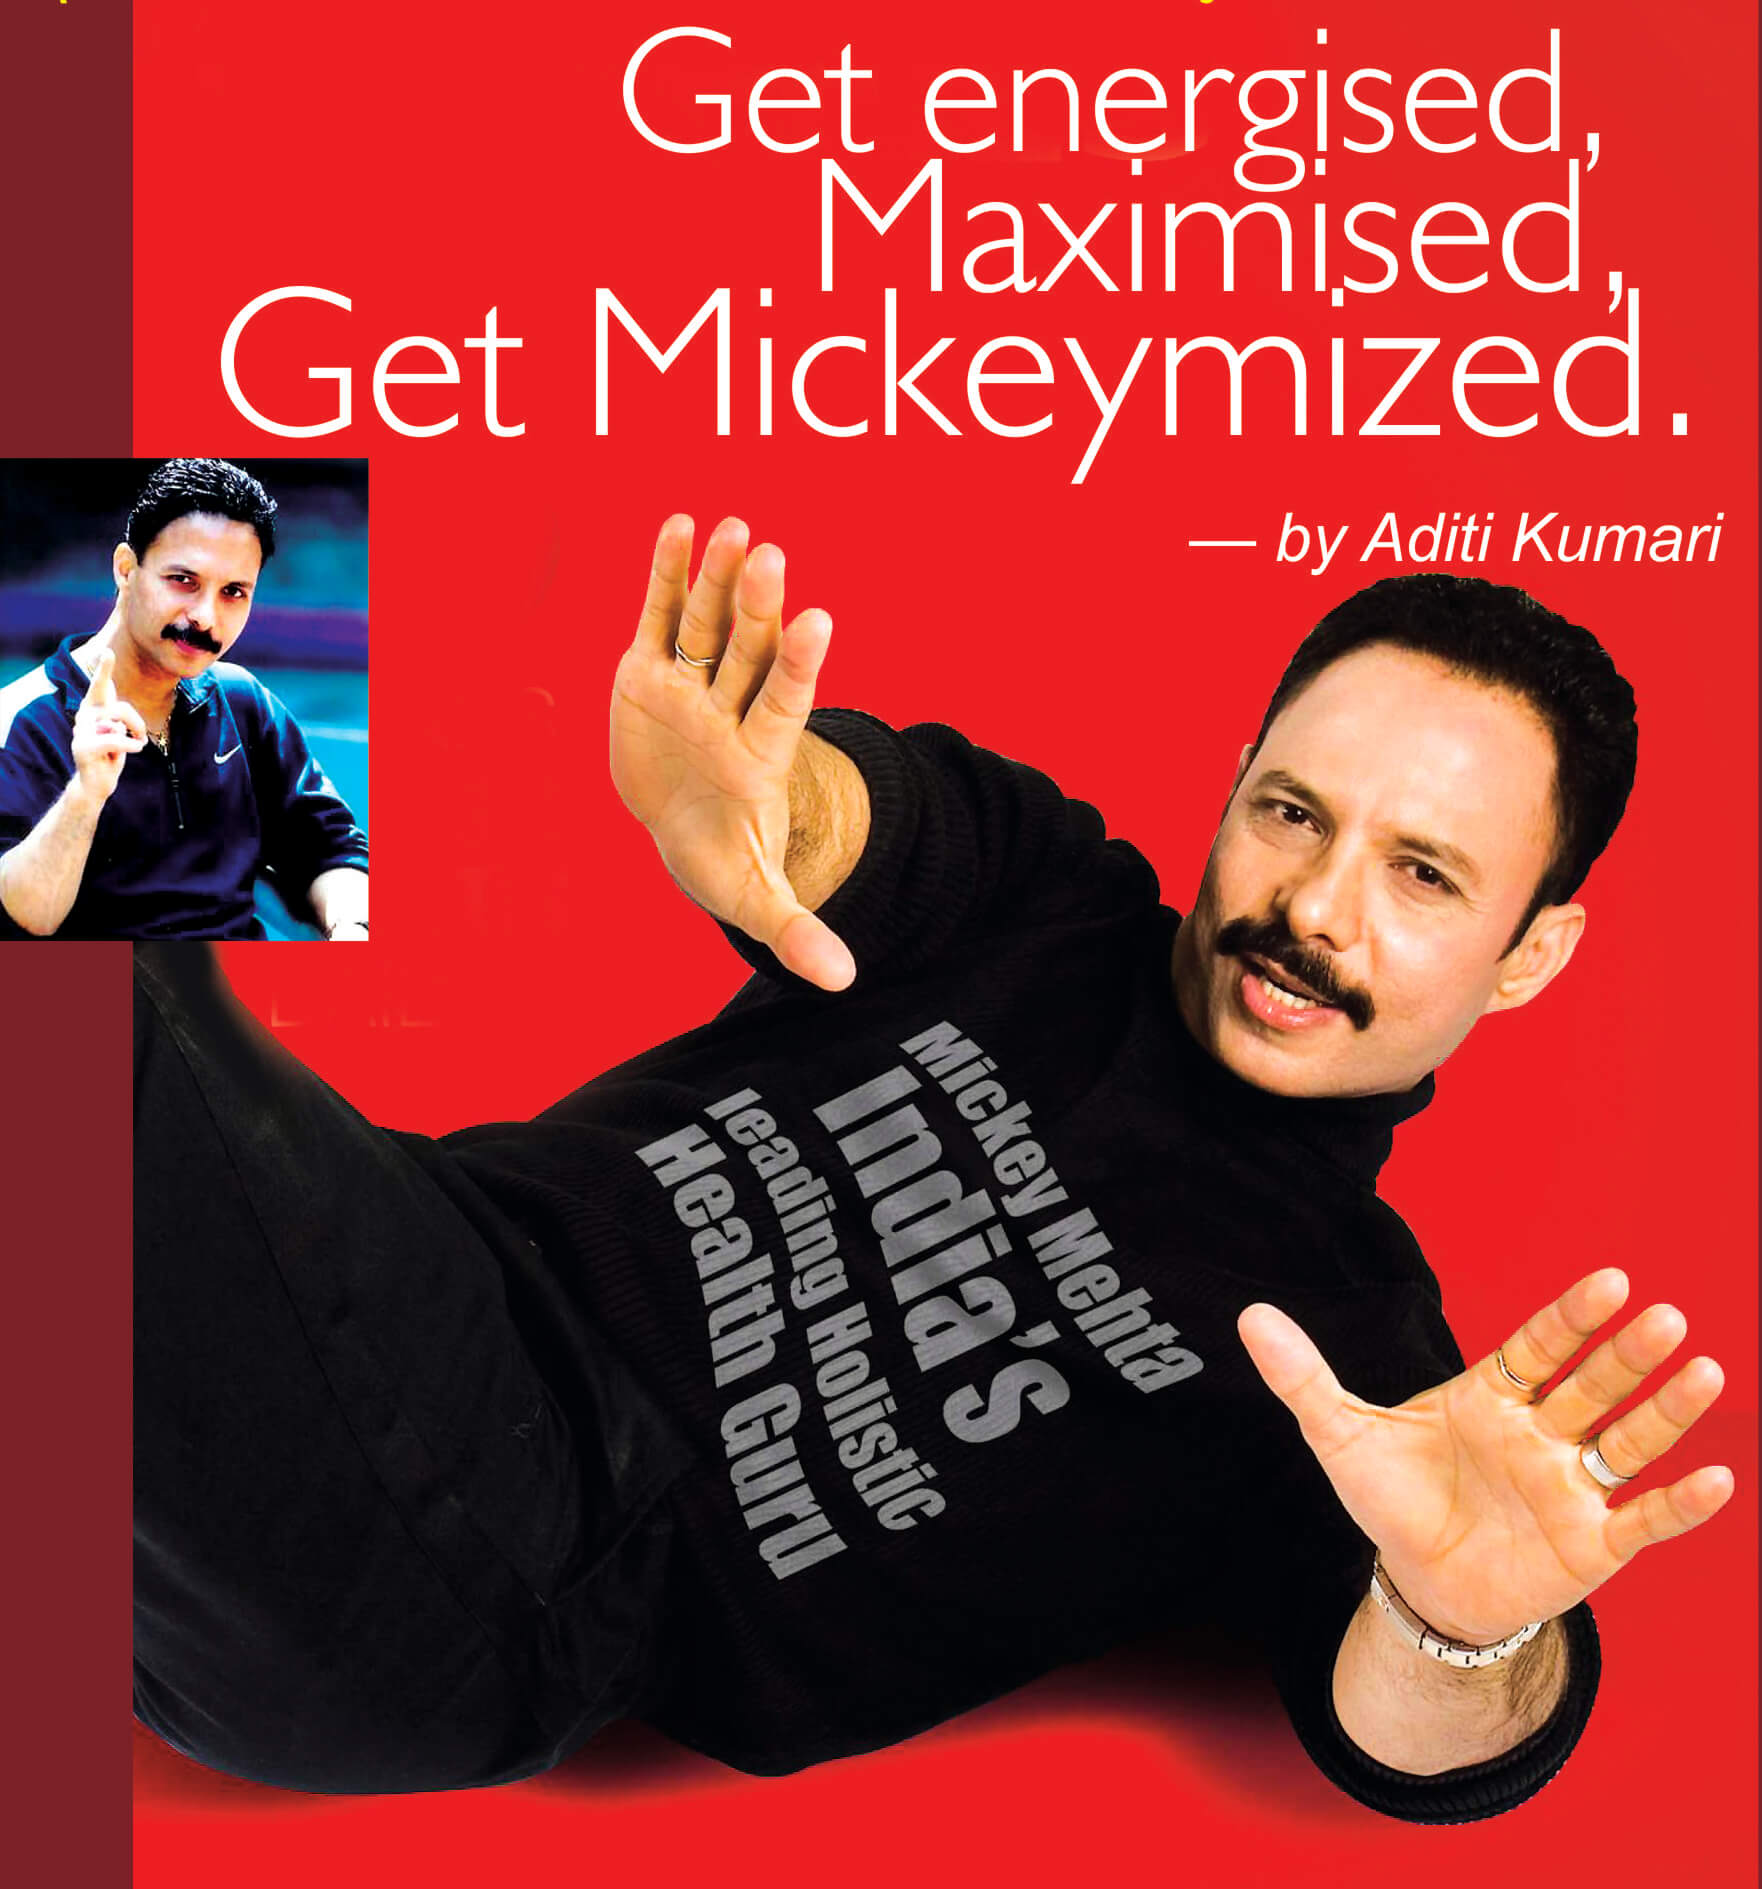 Get energised,
Maximised,
Get Mickeymized.
— by Aditi Kumari
Mickey Mehta
India's
leading Holistic
Health Guru